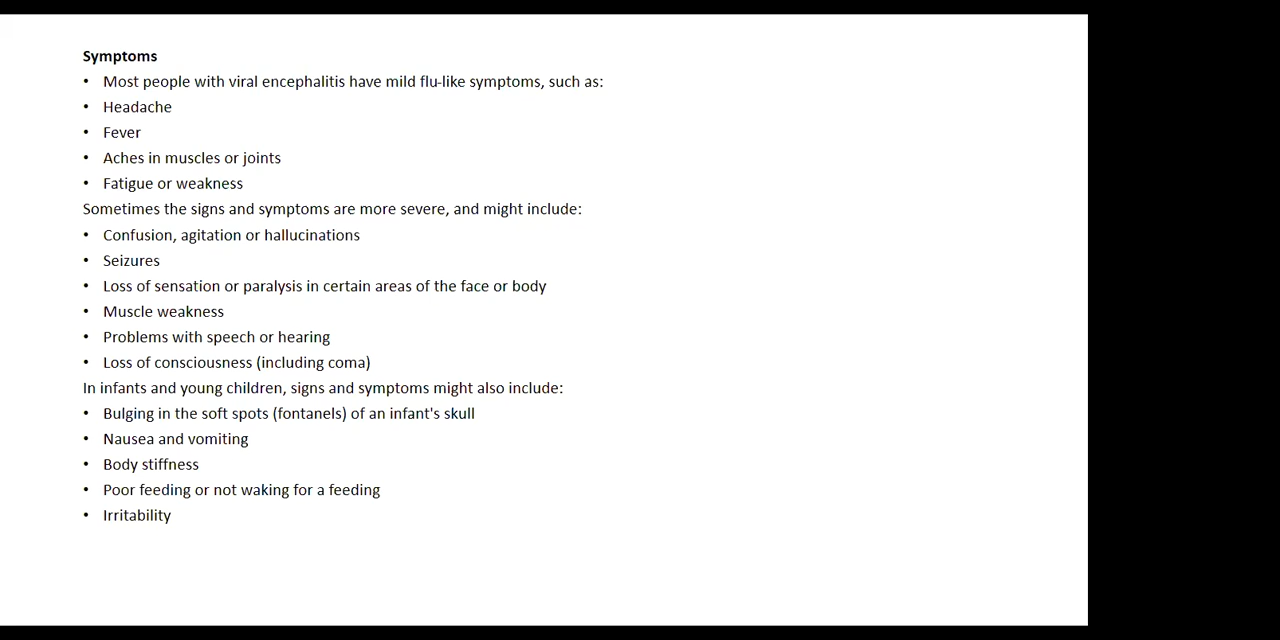 Symptoms
• Most people with viral encephalitis have mild flu-like symptoms, such as:
• Headache
• Fever
• Aches in muscles or joints
• Fatigue or weakness
Sometimes the signs and symptoms are more severe, and might include:
• Confusion, agitation or hallucinations
• Seizures
• Loss of sensation or paralysis in certain areas of the face or body
• Muscle weakness
• Problems with speech or hearing
• Loss of consciousness (including coma)
In infants and young children, signs and symptoms might also include:
• Bulging in the soft spots (fontanels) of an infant's skull
• Nausea and vomiting
• Body stiffness
• Poor feeding or not waking for a feeding
• Irritability